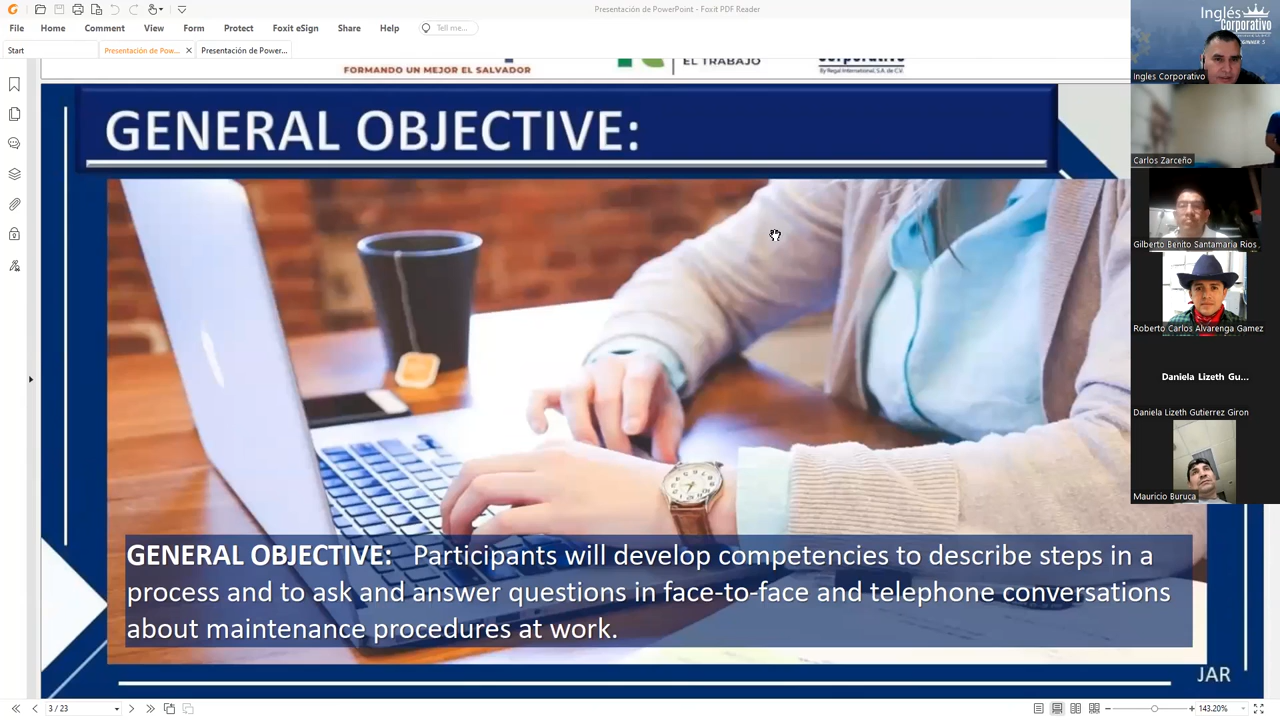 Presentación de PowerPoint - Foxit PDF Reader
File Home Comment View Form Protect Foxit eSign Share Help Tell me...
Start Presentación de Pow... Presentación de Power...
FORMANDO UN MEJOR EL SALVADOR
EL TRABAJO
By Regal International, S.A. de C.V.
GENERAL OBJECTIVE:
GENERAL OBJECTIVE: Participants will develop competencies to describe steps in a
process and to ask and answer questions in face-to-face and telephone conversations
about maintenance procedures at work.
JAR
Inglés
Corporativo
Ingles Corporativo
Carlos Zarceño
Gilberto Benito Santamaria Rios
Roberto Carlos Alvarenga Gamez
Daniela Lizeth Gu...
Daniela Lizeth Gutierrez Giron
Mauricio Buruca
3 / 23
143.20%